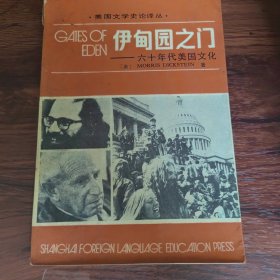 ·美国文学史论译丛·
GATES OF
EDEN
伊甸园之门
——六十年代美国文化
〔美〕MORRIS DICKSTEIN 著
SHANGHAI FOREIGN LANGUAGE EDUCATION PRESS